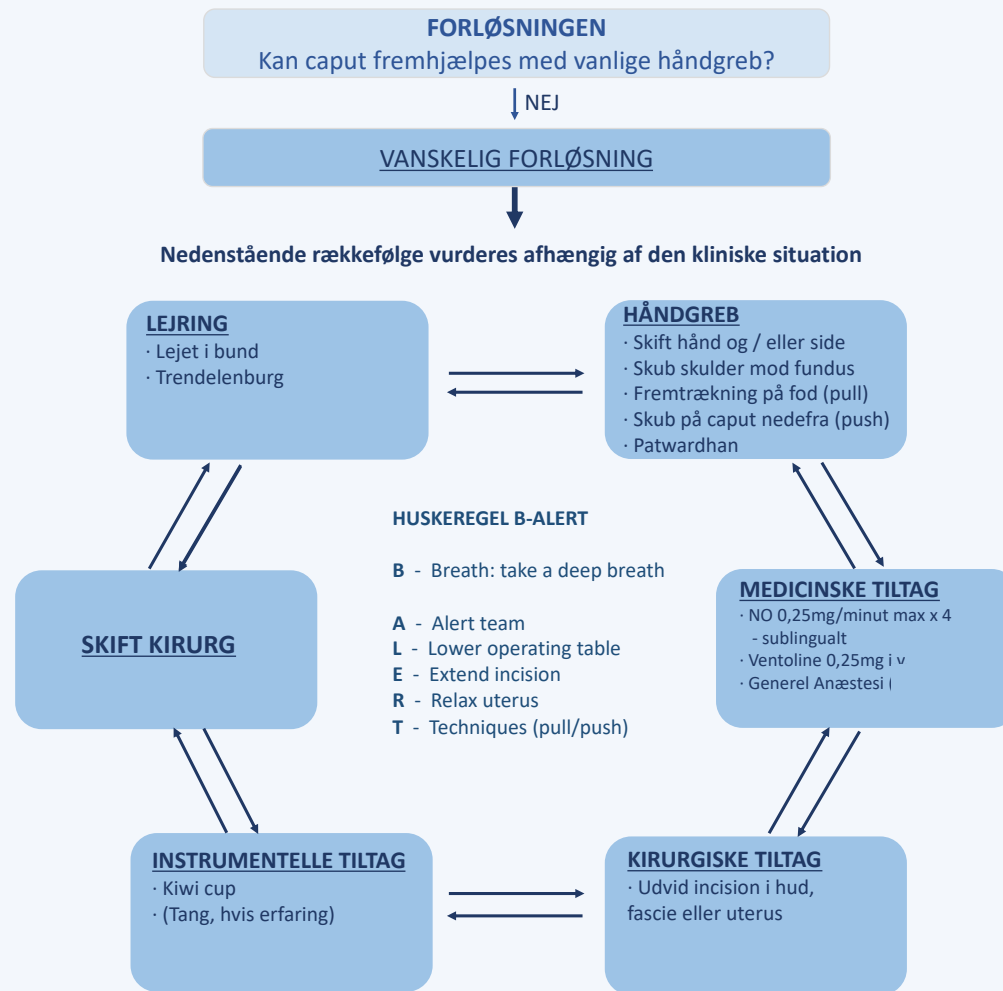 FORLØSNINGEN
Kan caput fremhjælpes med vanlige håndgreb?
NEJ
VANSKELIG FORLØSNING
Nedenstående rækkefølge vurderes afhængig af den kliniske situation
LEJRING
· Lejet i bund
· Trendelenburg
HÅNDGREB
· Skift hånd og / eller side
· Skub skulder mod fundus
· Fremtrækning på fod (pull)
· Skub på caput nedefra (push)
· Patwardhan
HUSKEREGEL B-ALERT
B - Breath: take a deep breath
A - Alert team
L - Lower operating table
E - Extend incision
R - Relax uterus
T - Techniques (pull/push)
SKIFT KIRURG
MEDICINSKE TILTAG
· NO 0,25mg/minut max x 4
- sublingualt
· Ventoline 0,25mg i
· Generel Anæstesi (
INSTRUMENTELLE TILTAG
· Kiwi cup
· (Tang, hvis erfaring)
KIRURGISKE TILTAG
· Udvid incision i hud,
fascie eller uterus